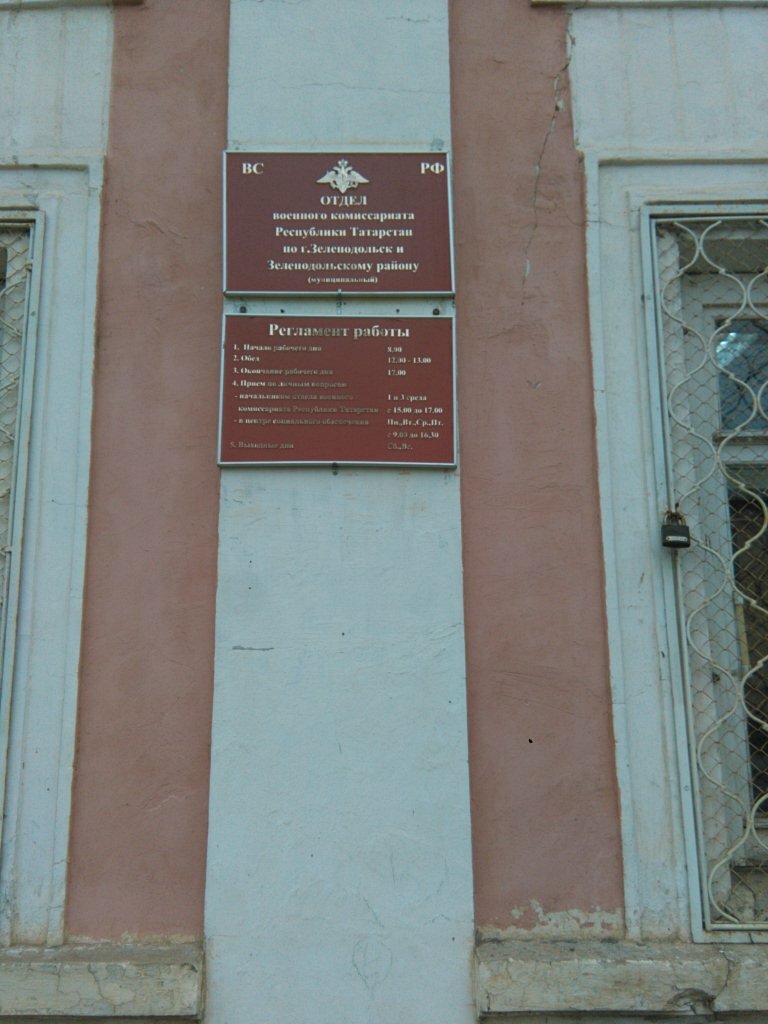 ВС РФ
ОТДЕЛ
военного комиссариата
Республики Татарстан
по г.Зеленодольск и
Зеленодольскому району
(муниципальный)
Регламент работы
1. Начало рабочего дня 8.00
2. Обед 12.00 - 13.00
3. Окончание рабочего дня 17.00
4. Прием по личным вопросам
- начальником отдела военного 1 и 3 среда
комиссариата Республики Татарстан с 15.00 до 17.00
- в центре социального обеспечения Пн.,Вт.,Ср.,Пт.
с 9.00 до 16.30
5. Выходные дни Сб.,Вс.